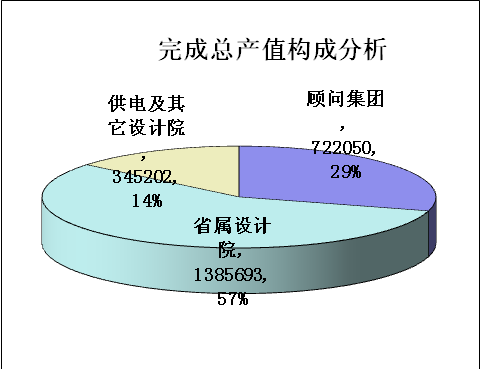 完成总产值构成分析
供电及其
它设计院
,
345202,
14%
顾问集团
,
722050,
29%
省属设计
院,
1385693,
57%